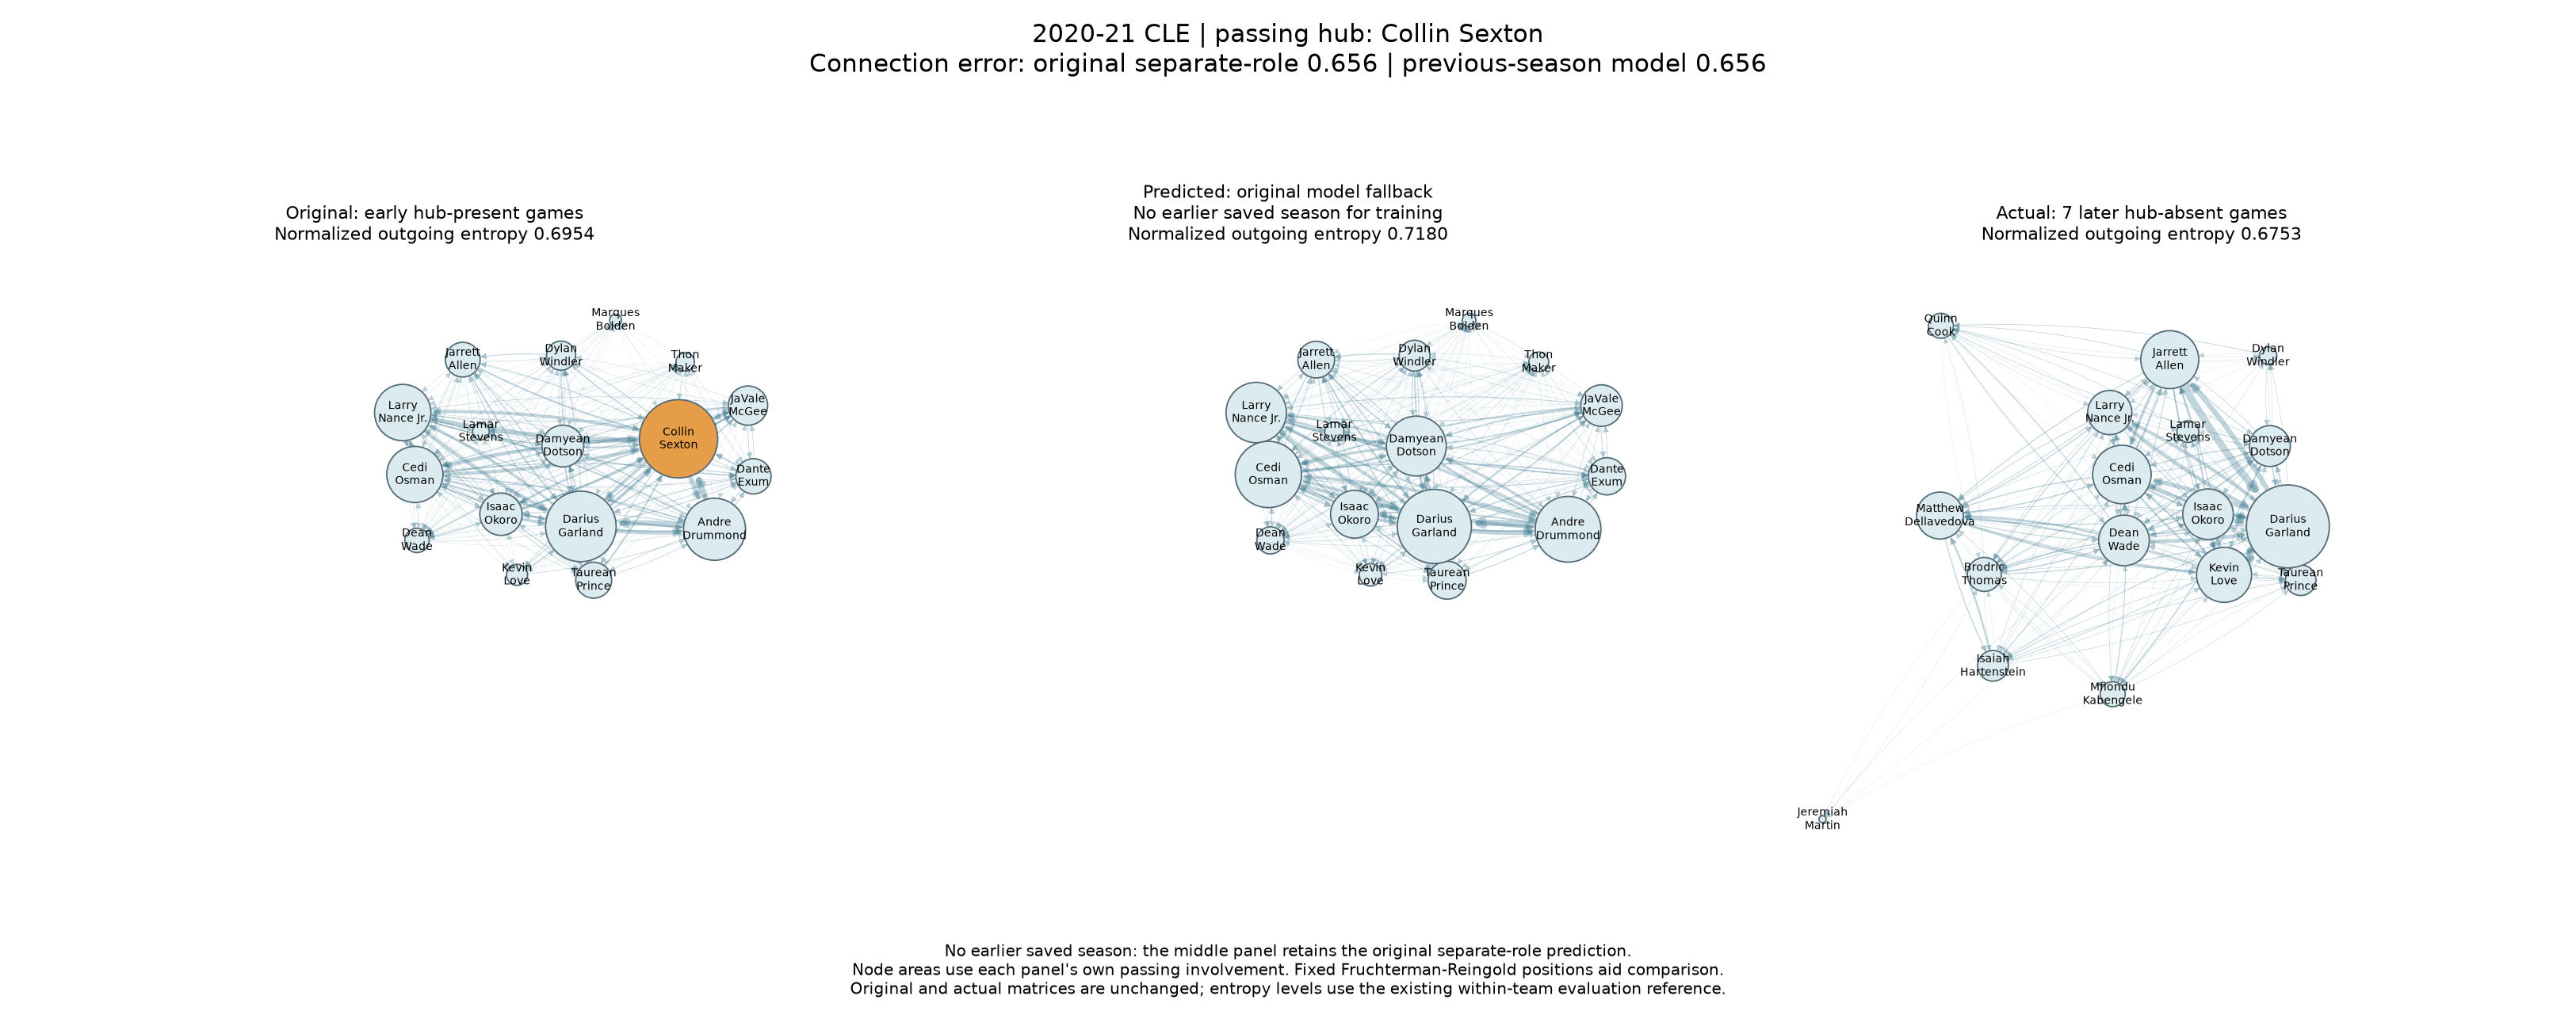 2020-21 CLE | passing hub: Collin Sexton
Connection error: original separate-role 0.656 | previous-season model 0.656
Original: early hub-present games
Normalized outgoing entropy 0.6954
Marques
Bolden
Jarrett
Allen
Dylan
Windler
Thon
Maker
Larry
Nance Jr.
JaVale
McGee
Lamar
Stevens
Damyean
Dotson
Collin
Sexton
Cedi
Osman
Dante
Exum
Isaac
Okoro
Darius
Garland
Andre
Drummond
Dean
Wade
Kevin
Love
Taurean
Prince
Predicted: original model fallback
No earlier saved season for training
Normalized outgoing entropy 0.7180
Marques
Bolden
Jarrett
Allen
Dylan
Windler
Thon
Maker
Larry
Nance Jr.
JaVale
McGee
Lamar
Stevens
Damyean
Dotson
Cedi
Osman
Dante
Exum
Isaac
Okoro
Darius
Garland
Andre
Drummond
Dean
Wade
Kevin
Love
Taurean
Prince
Actual: 7 later hub-absent games
Normalized outgoing entropy 0.6753
Quinn
Cook
Jarrett
Allen
Dylan
Windler
Larry
Nance Jr.
Lamar
Stevens
Damyean
Dotson
Cedi
Osman
Matthew
Dellavedova
Isaac
Okoro
Darius
Garland
Dean
Wade
Brodric
Thomas
Kevin
Love
Taurean
Prince
Isaiah
Hartenstein
Mfiondu
Kabengele
Jeremiah
Martin
No earlier saved season: the middle panel retains the original separate-role prediction.
Node areas use each panel's own passing involvement. Fixed Fruchterman-Reingold positions aid comparison.
Original and actual matrices are unchanged; entropy levels use the existing within-team evaluation reference.